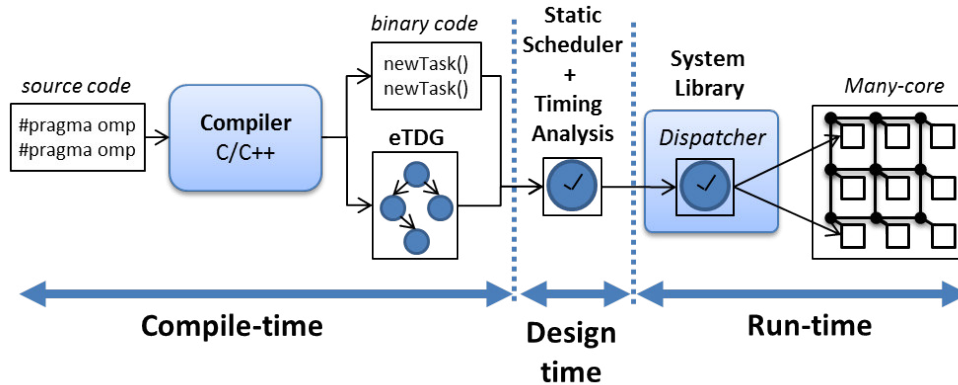 source code
#pragma omp
#pragma omp
Compiler
C/C++
binary code
newTask()
newTask()
eTDG
Static
Scheduler
+
Timing
Analysis
System
Library
Dispatcher
Many-core
Compile-time
Design
time
Run-time